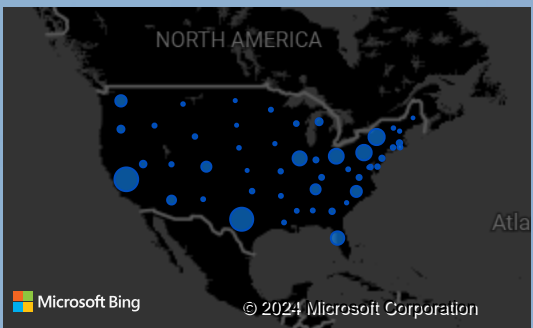 NORTH AMERICA
Atla
Microsoft Bing
© 2024 Microsoft Corporation